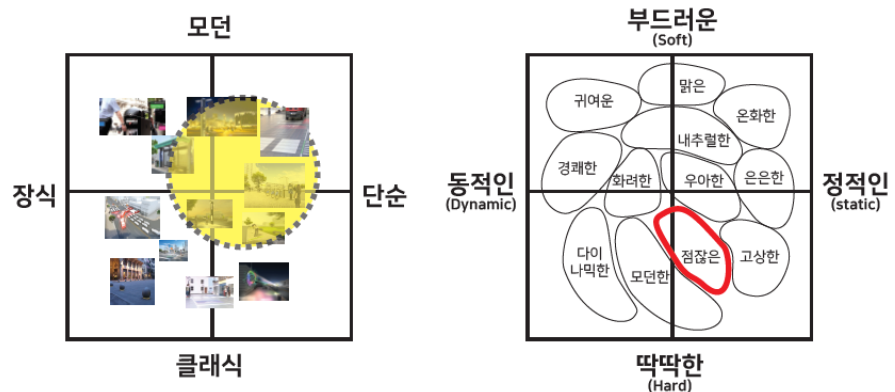 모던
장식
단순
클래식
부드러운
(Soft)
동적인
(Dynamic)
정적인
(static)
딱딱한
(Hard)
맑은
귀여운
온화한
내추럴한
경쾌한
화려한
우아한
은은한
다이
나믹한
모던한
점잖은
고상한